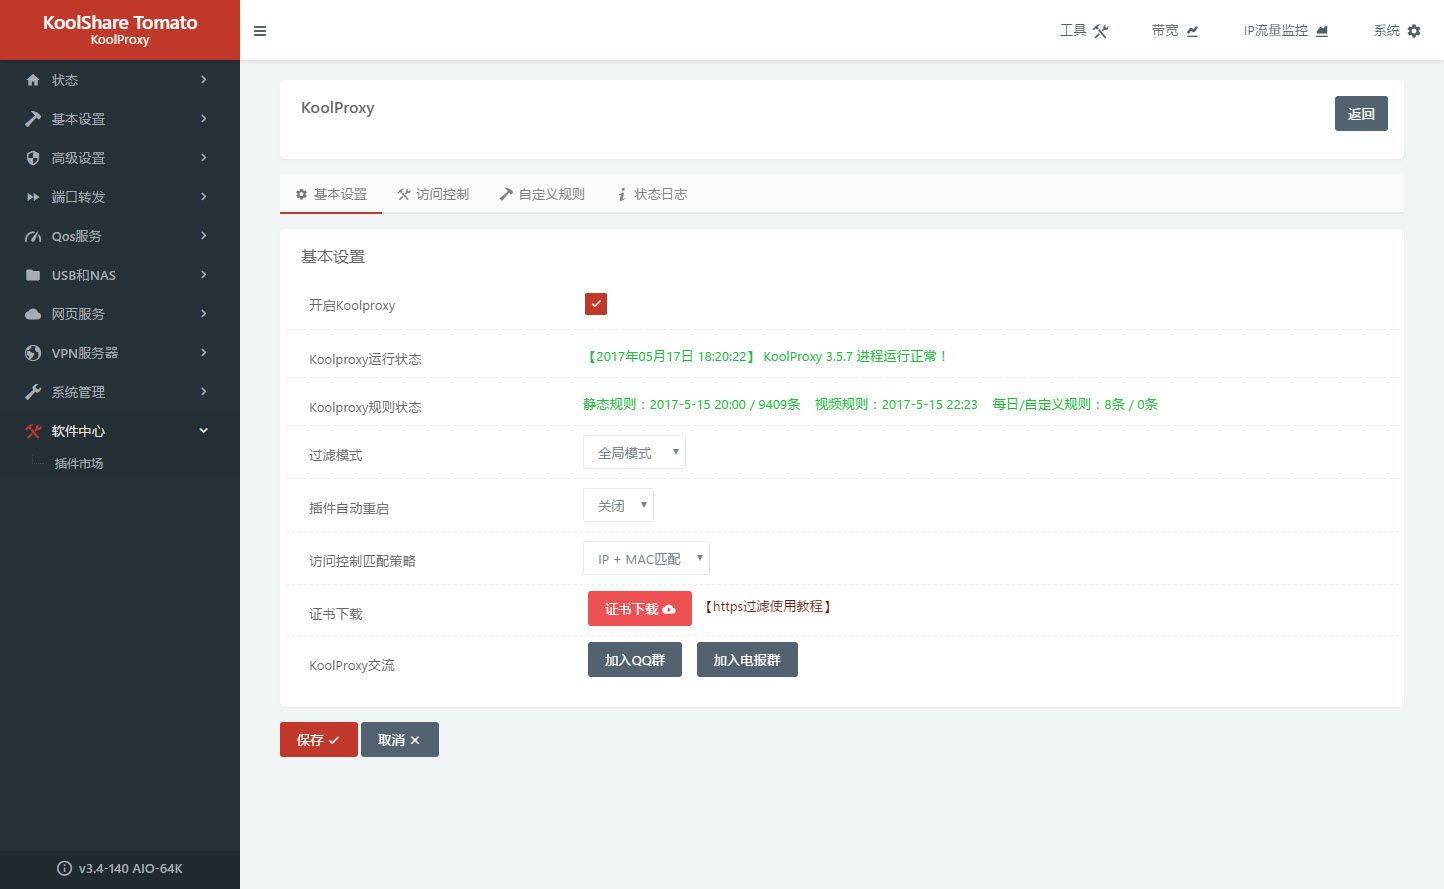 KoolShare Tomato
KoolProxy
工具
带宽
IP流量监控
系统
状态
基本设置
高级设置
端口转发
Qos服务
USB和NAS
网页服务
VPN服务器
系统管理
软件中心
插件市场
v3.4-140 AIO-64K
KoolProxy
返回
基本设置
访问控制
自定义规则
状态日志
基本设置
开启Koolproxy
Koolproxy运行状态
【2017年05月17日 18:20:22】 KoolProxy 3.5.7 进程运行正常！
Koolproxy规则状态
静态规则：2017-5-15 20:00 / 9409条 视频规则：2017-5-15 22:23 每日/自定义规则：8条 / 0条
过滤模式
全局模式
插件自动重启
关闭
访问控制匹配策略
IP + MAC匹配
证书下载
证书下载
【https过滤使用教程】
KoolProxy交流
加入QQ群
加入电报群
保存
取消